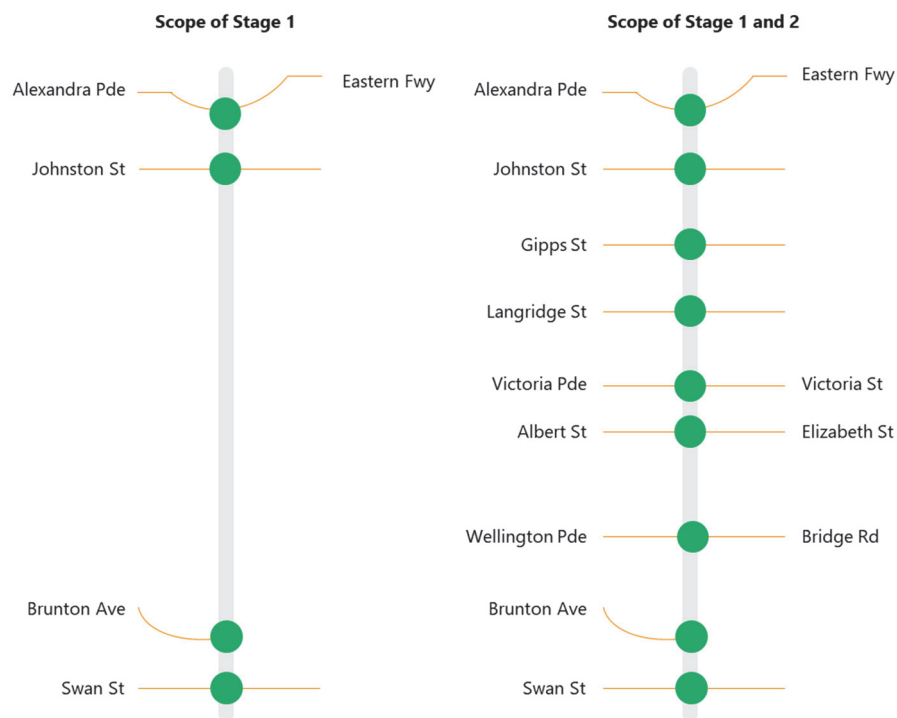 Scope of Stage 1
Alexandra Pde
Eastern Fwy
Johnston St
Brunton Ave
Swan St
Scope of Stage 1 and 2
Alexandra Pde
Eastern Fwy
Johnston St
Gipps St
Langridge St
Victoria Pde
Victoria St
Albert St
Elizabeth St
Wellington Pde
Bridge Rd
Brunton Ave
Swan St